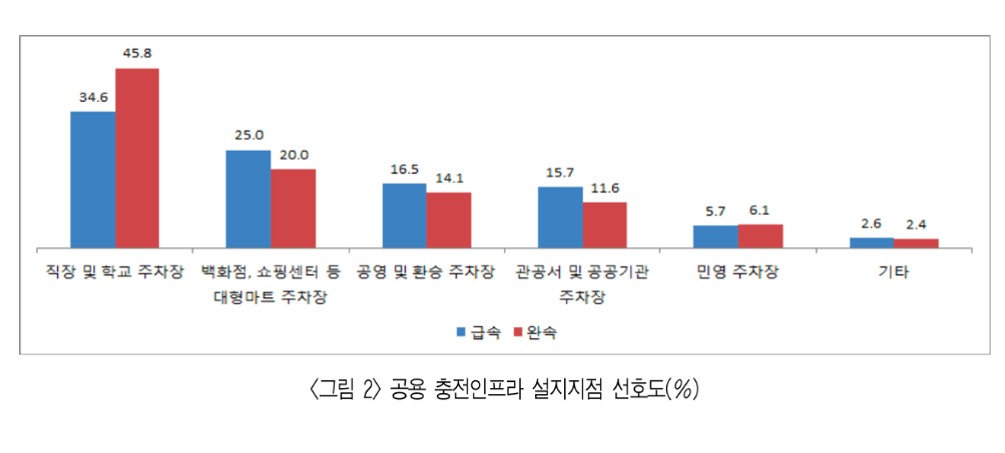 45.8
34.6
25.0
20.0
16.5
14.1
15.7
11.6
5.7 6.1
2.6 2.4
직장 및 학교 주차장
백화점, 쇼핑센터 등
대형마트 주차장
공영 및 환승 주차장
관공서 및 공공기관
주차장
민영 주차장
기타
급속 완속
<그림 2> 공용 충전인프라 설지지점 선호도(%)